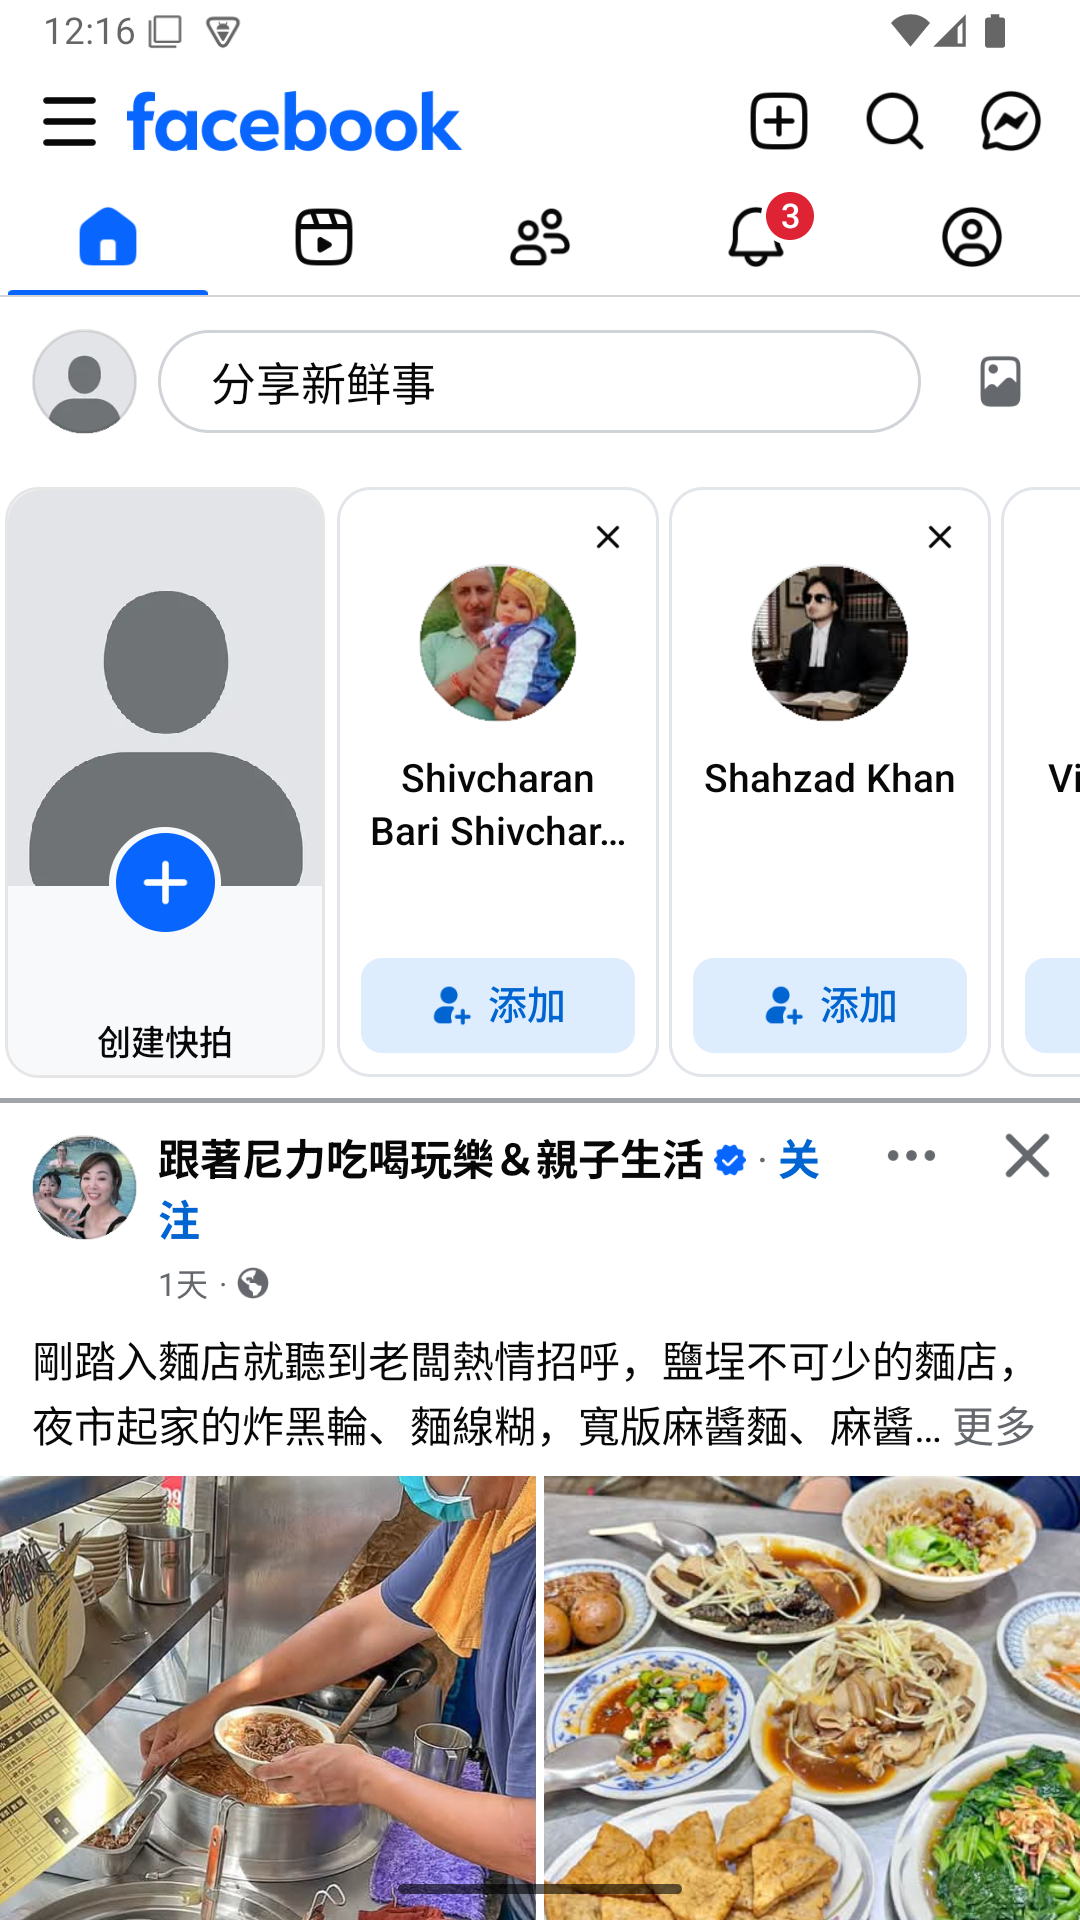 12:16
facebook
3
分享新鲜事
创建快拍
Shivcharan
Bari Shivchar...
添加
Shahzad Khan
添加
Vi
跟著尼力吃喝玩樂＆親子生活 · 关
注
1天 ·
剛踏入麵店就聽到老闆熱情招呼，鹽埕不可少的麵店，
夜市起家的炸黑輪、麵線糊，寬版麻醬麵、麻醬... 更多